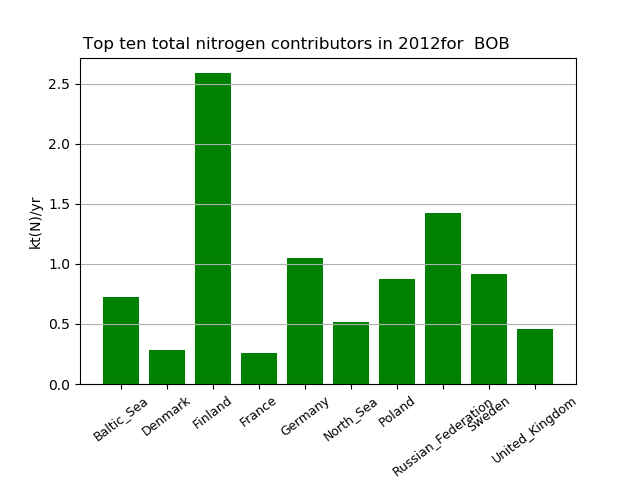 Top ten total nitrogen contributors in 2012for  BOB
kt(N)/yr
2.5
2.0
1.5
1.0
0.5
0.0
Baltic_Sea
Denmark
Finland
France
Germany
North_Sea
Poland
Russian_Federation
Sweden
United_Kingdom